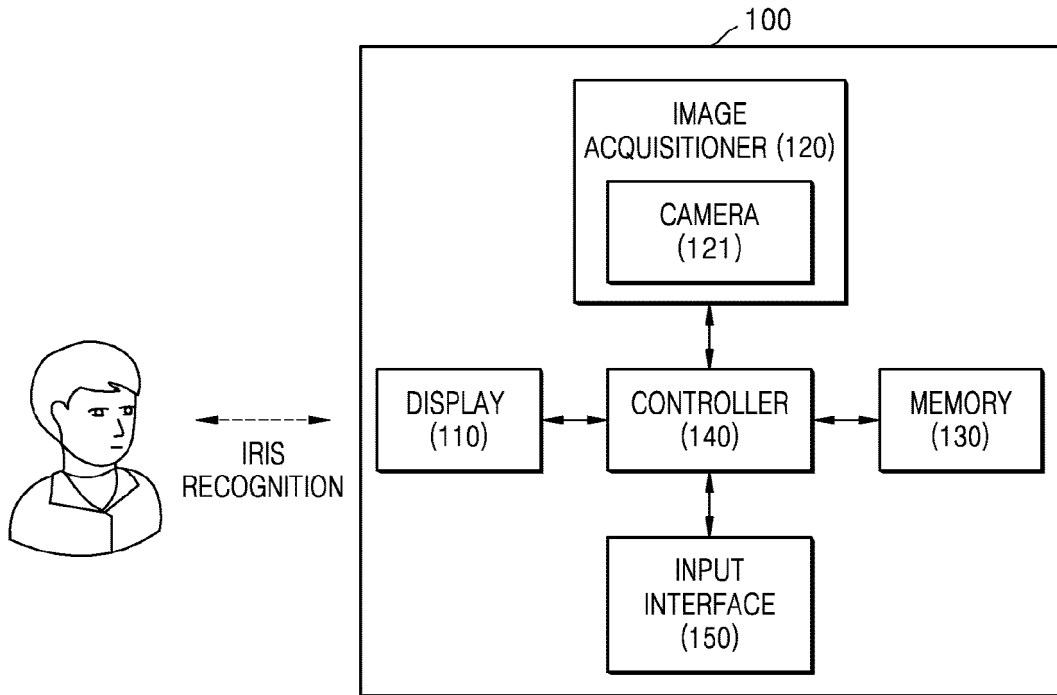 100
IMAGE
ACQUISITIONER (120)
CAMERA
(121)
IRIS
RECOGNITION
DISPLAY
(110)
CONTROLLER
(140)
MEMORY
(130)
INPUT
INTERFACE
(150)